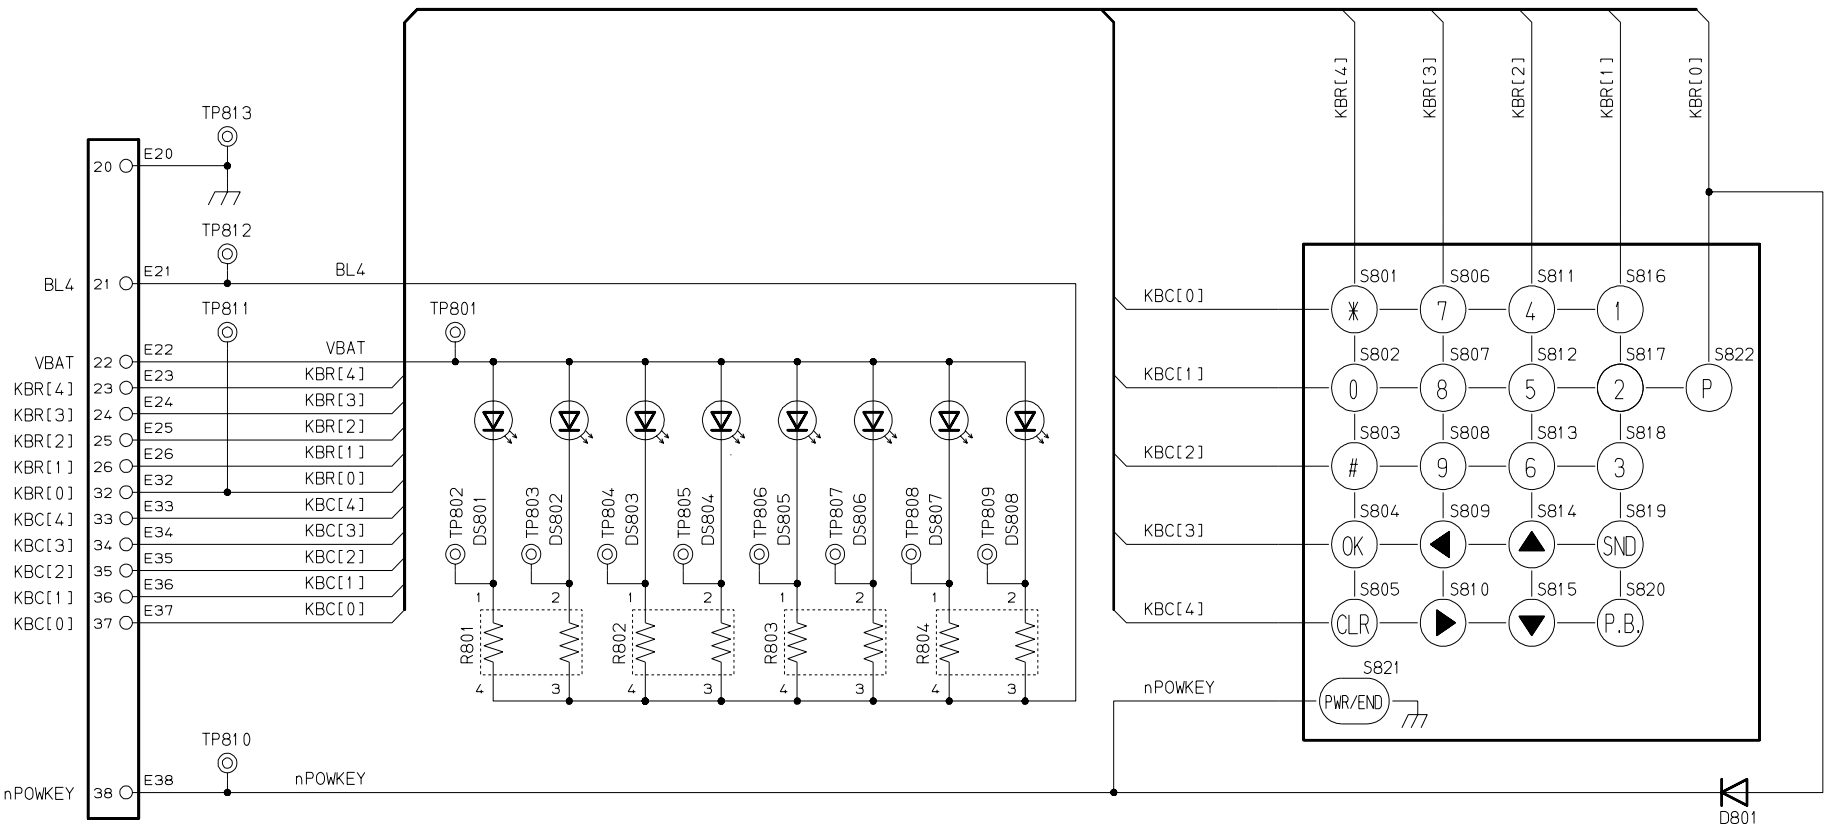 KBR[4]
KBR[3]
KBR[2]
KBR[1]
KBR[0]
TP813
20
E20
TP812
BL4
21
E21
BL4
TP811
TP801
VBAT
22
E22
VBAT
KBR[4]
23
E23
KBR[4]
KBR[3]
24
E24
KBR[3]
KBR[2]
25
E25
KBR[2]
KBR[1]
26
E26
KBR[1]
KBR[0]
32
E32
KBR[0]
KBC[4]
33
E33
KBC[4]
KBC[3]
34
E34
KBC[3]
KBC[2]
35
E35
KBC[2]
KBC[1]
36
E36
KBC[1]
KBC[0]
37
E37
KBC[0]
TP802
DS801
TP803
DS802
TP804
DS803
TP805
DS804
TP806
DS805
TP807
DS806
TP808
DS807
TP809
DS808
1
2
1
2
1
2
1
2
R801
R802
R803
R804
4
3
4
3
4
3
4
3
KBC[0]
S801
*
S806
7
S811
4
S816
1
KBC[1]
S802
0
S807
8
S812
5
S817
2
S822
P
KBC[2]
S803
#
S808
9
S813
6
S818
3
KBC[3]
S804
OK
S809
◀
S814
▲
S819
SND
KBC[4]
S805
CLR
S810
▶
S815
▼
S820
P.B.
nPOWKEY
S821
PWR/END
TP810
nPOWKEY
38
E38
nPOWKEY
D801